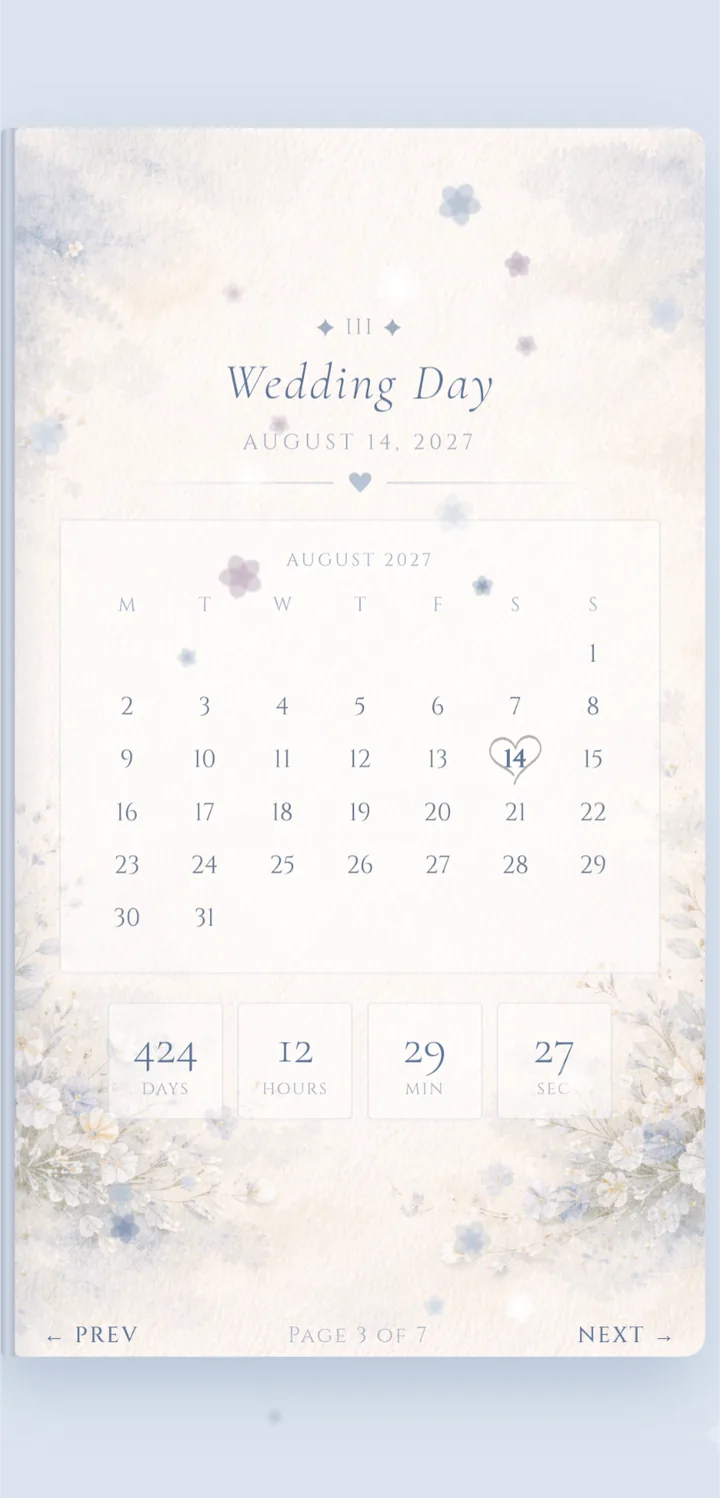 ✦ III ✦
Wedding Day
AUGUST 14, 2027
AUGUST 2027
M T W T F S S
1
2 3 4 5 6 7 8
9 10 11 12 13 14 15
16 17 18 19 20 21 22
23 24 25 26 27 28 29
30 31
424 12 29 27
DAYS HOURS MIN SEC
← PREV PAGE 3 OF 7 NEXT →